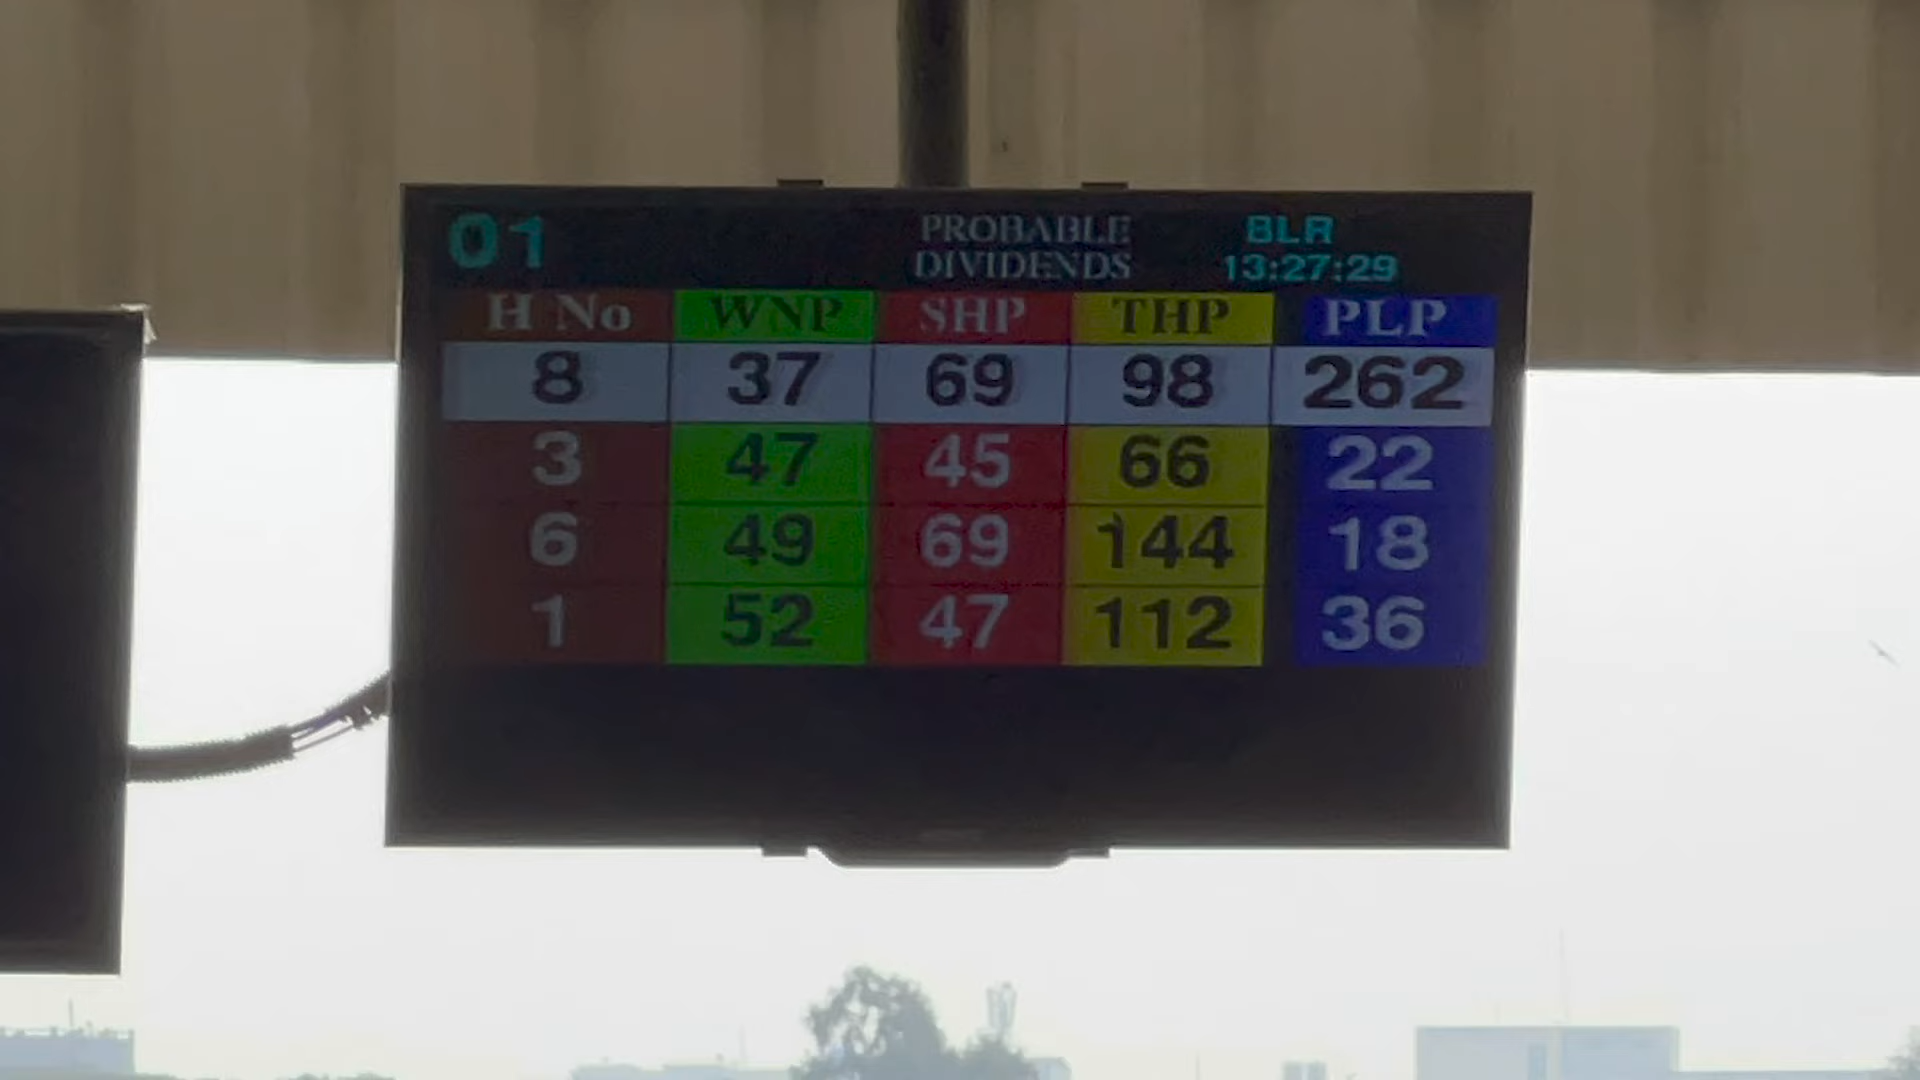 01 PROBABLE BLR
DIVIDENDS 13:27:29
H No WNP SHP THP PLP
8 37 69 98 262
3 47 45 66 22
6 49 69 144 18
1 52 47 112 36